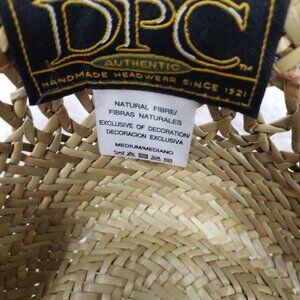 DPC
AUTHENTIC
HANDMADE HEADWEAR SINCE 1921
NATURAL FIBRE/
FIBRAS NATURALES
EXCLUSIVE OF DECORATION/
DECORACION EXCLUSIVA
MEDIUM/MEDIANO